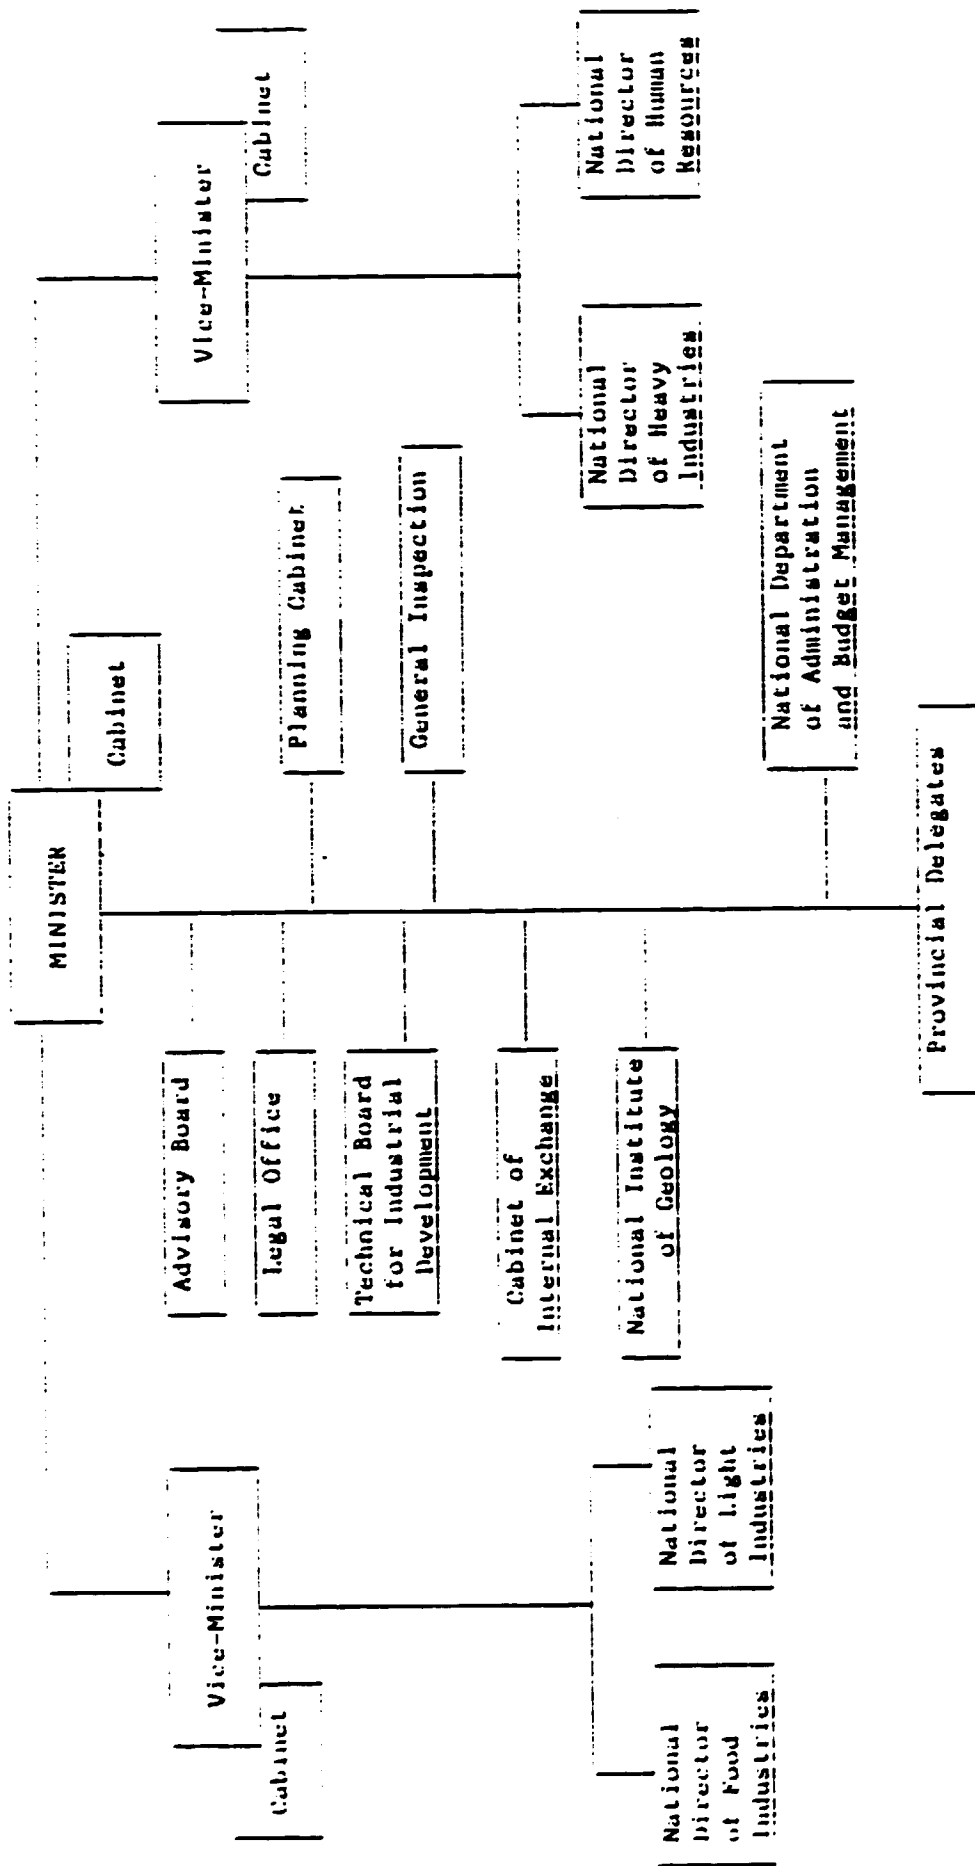 MINISTER
Cabinet
Vice-Minister
Cabinet
Vice-Minister
Cabinet
Advisory Board
Legal Office
Technical Board
for Industrial
Development
Cabinet of
Internal Exchange
National Institute
of Geology
Planning Cabinet
General Inspection
National Department
of Administration
and Budget Management
National
Director
of Food
Industries
National
Director
of Light
Industries
National
Director
of Heavy
Industries
National
Director
of Human
Resources
Provincial Delegates